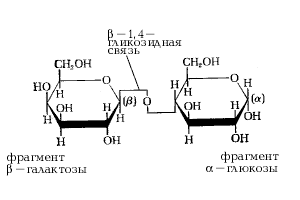 β－1,4－
гликозидная
связь
CH₂OH
CH₂OH
O
O
HO
H
H
H
H
OH
H
(β)
O
OH
H
(α)
H
OH
H
OH
H
OH
фрагмент
β－галактозы
фрагмент
α－глюкозы